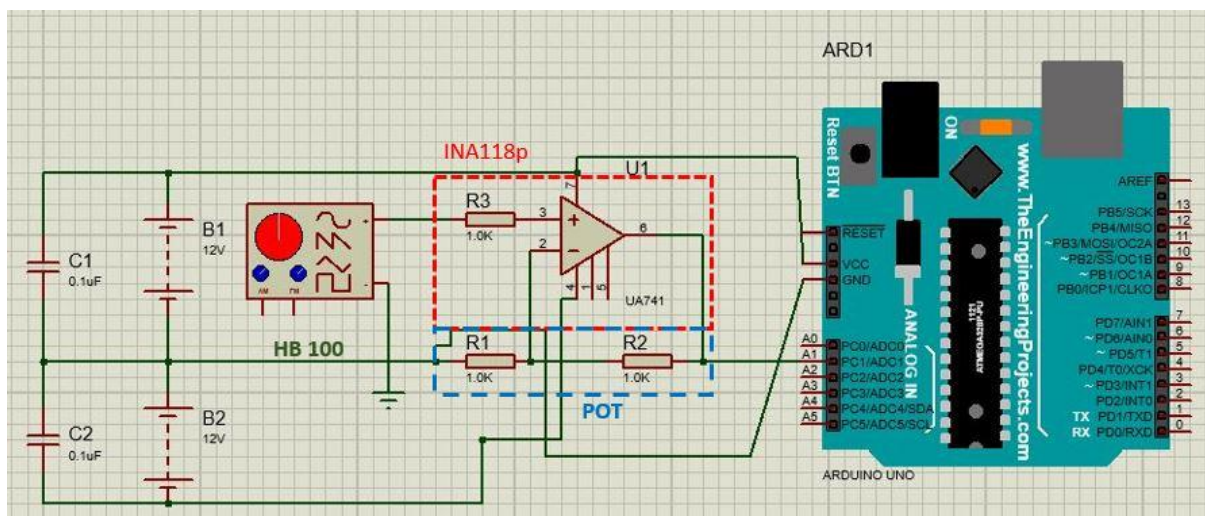 ARD1
INA118p
U1
R3
1.0K
7
3
2
6
4
1
5
UA741
B1
12V
C1
0.1uF
AM
FM
HB 100
R1
1.0K
R2
1.0K
POT
B2
12V
C2
0.1uF
Reset BTN
ON
www.TheEngineeringProjects.com
RESET
VCC
GND
ANALOG IN
A0 PC0/ADC0
A1 PC1/ADC1
A2 PC2/ADC2
A3 PC3/ADC3
A4 PC4/ADC4/SDA
A5 PC5/ADC5/SCL
1121
ATMEGA328P-PU
AREF
PB5/SCK 13
PB4/MISO 12
~PB3/MOSI/OC2A 11
~PB2/SS/OC1B 10
~PB1/OC1A 9
PB0/ICP1/CLKO 8
PD7/AIN1 7
~PD6/AIN0 6
~PD5/T1 5
PD4/T0/XCK 4
~PD3/INT1 3
PD2/INT0 2
TX PD1/TXD 1
RX PD0/RXD 0
ARDUINO UNO